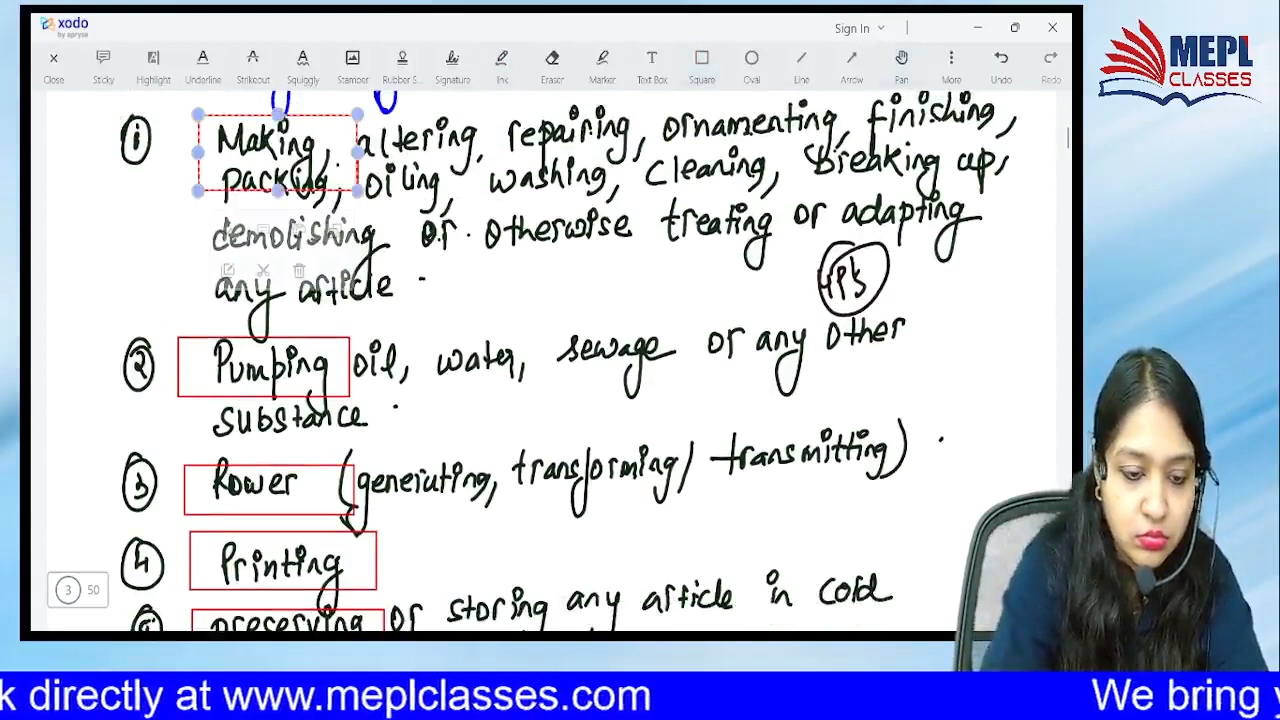 xodo
by apryse
Sign In
Close Sticky Highlight Underline Strikeout Squiggly Stamper Rubber S... Signature Ink Eraser Marker Text Box Square Oval Line Arrow Pan More Undo Redo
MEPL
CLASSES
① Making, altering, repairing, ornamenting, finishing,
packing, oiling, washing, cleaning, breaking up,
demolishing or otherwise treating or adapting
any article.
② Pumping oil, water, sewage or any other
substance.
③ Power (generating, transforming/ transmitting).
④ Printing
3 50
preserving or storing any article in cold
k directly at www.meplclasses.com
We bring y